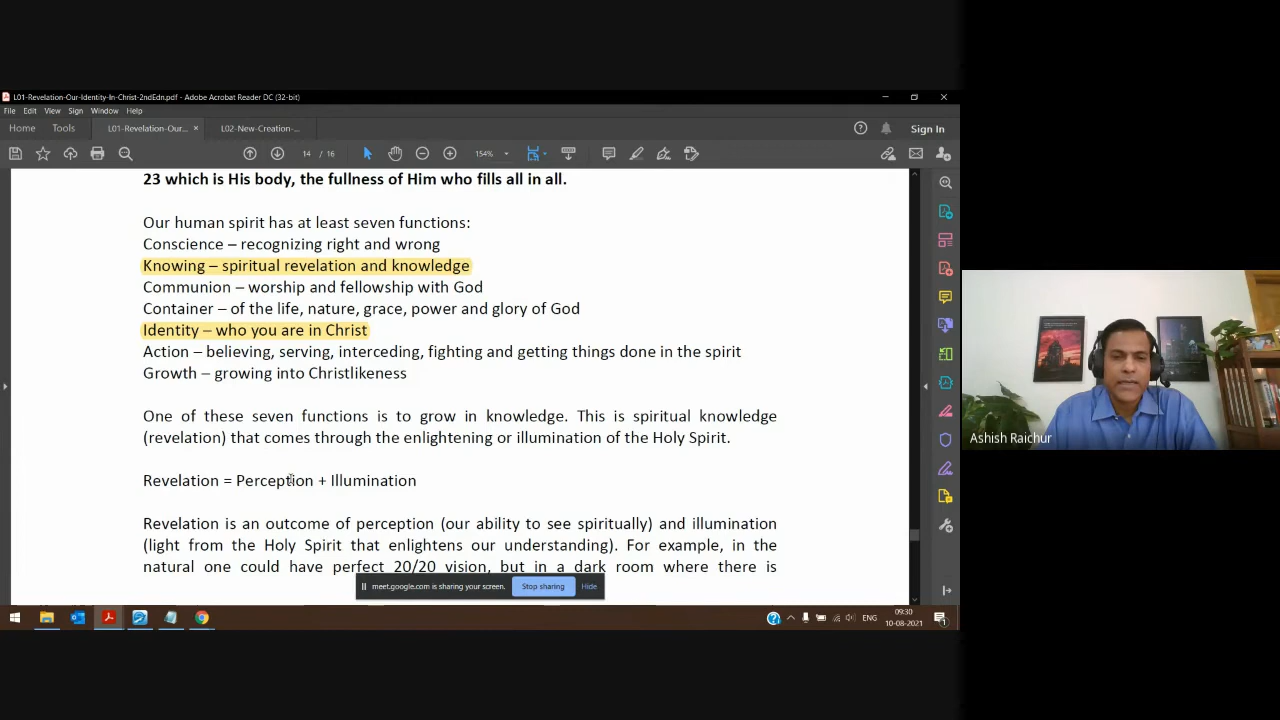 L01-Revelation-Our-Identity-In-Christ-2ndEdn.pdf - Adobe Acrobat Reader DC (32-bit)
File Edit View Sign Window Help
Home Tools L01-Revelation-Our... × L02-New-Creation-... Sign In
14 / 16 154%
23 which is His body, the fullness of Him who fills all in all.
Our human spirit has at least seven functions:
Conscience – recognizing right and wrong
Knowing – spiritual revelation and knowledge
Communion – worship and fellowship with God
Container – of the life, nature, grace, power and glory of God
Identity – who you are in Christ
Action – believing, serving, interceding, fighting and getting things done in the spirit
Growth – growing into Christlikeness
One of these seven functions is to grow in knowledge. This is spiritual knowledge
(revelation) that comes through the enlightening or illumination of the Holy Spirit.
Revelation = Perception + Illumination
Revelation is an outcome of perception (our ability to see spiritually) and illumination
(light from the Holy Spirit that enlightens our understanding). For example, in the
natural one could have perfect 20/20 vision, but in a dark room where there is
meet.google.com is sharing your screen. Stop sharing Hide
ENG 09:30
10-08-2021
Ashish Raichur